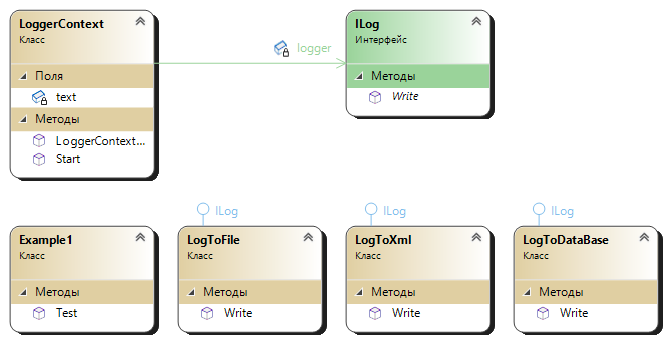 LoggerContext
Класс
Поля
text
Методы
LoggerContext...
Start
logger
ILog
Интерфейс
Методы
Write
Example1
Класс
Методы
Test
ILog
LogToFile
Класс
Методы
Write
ILog
LogToXml
Класс
Методы
Write
ILog
LogToDataBase
Класс
Методы
Write